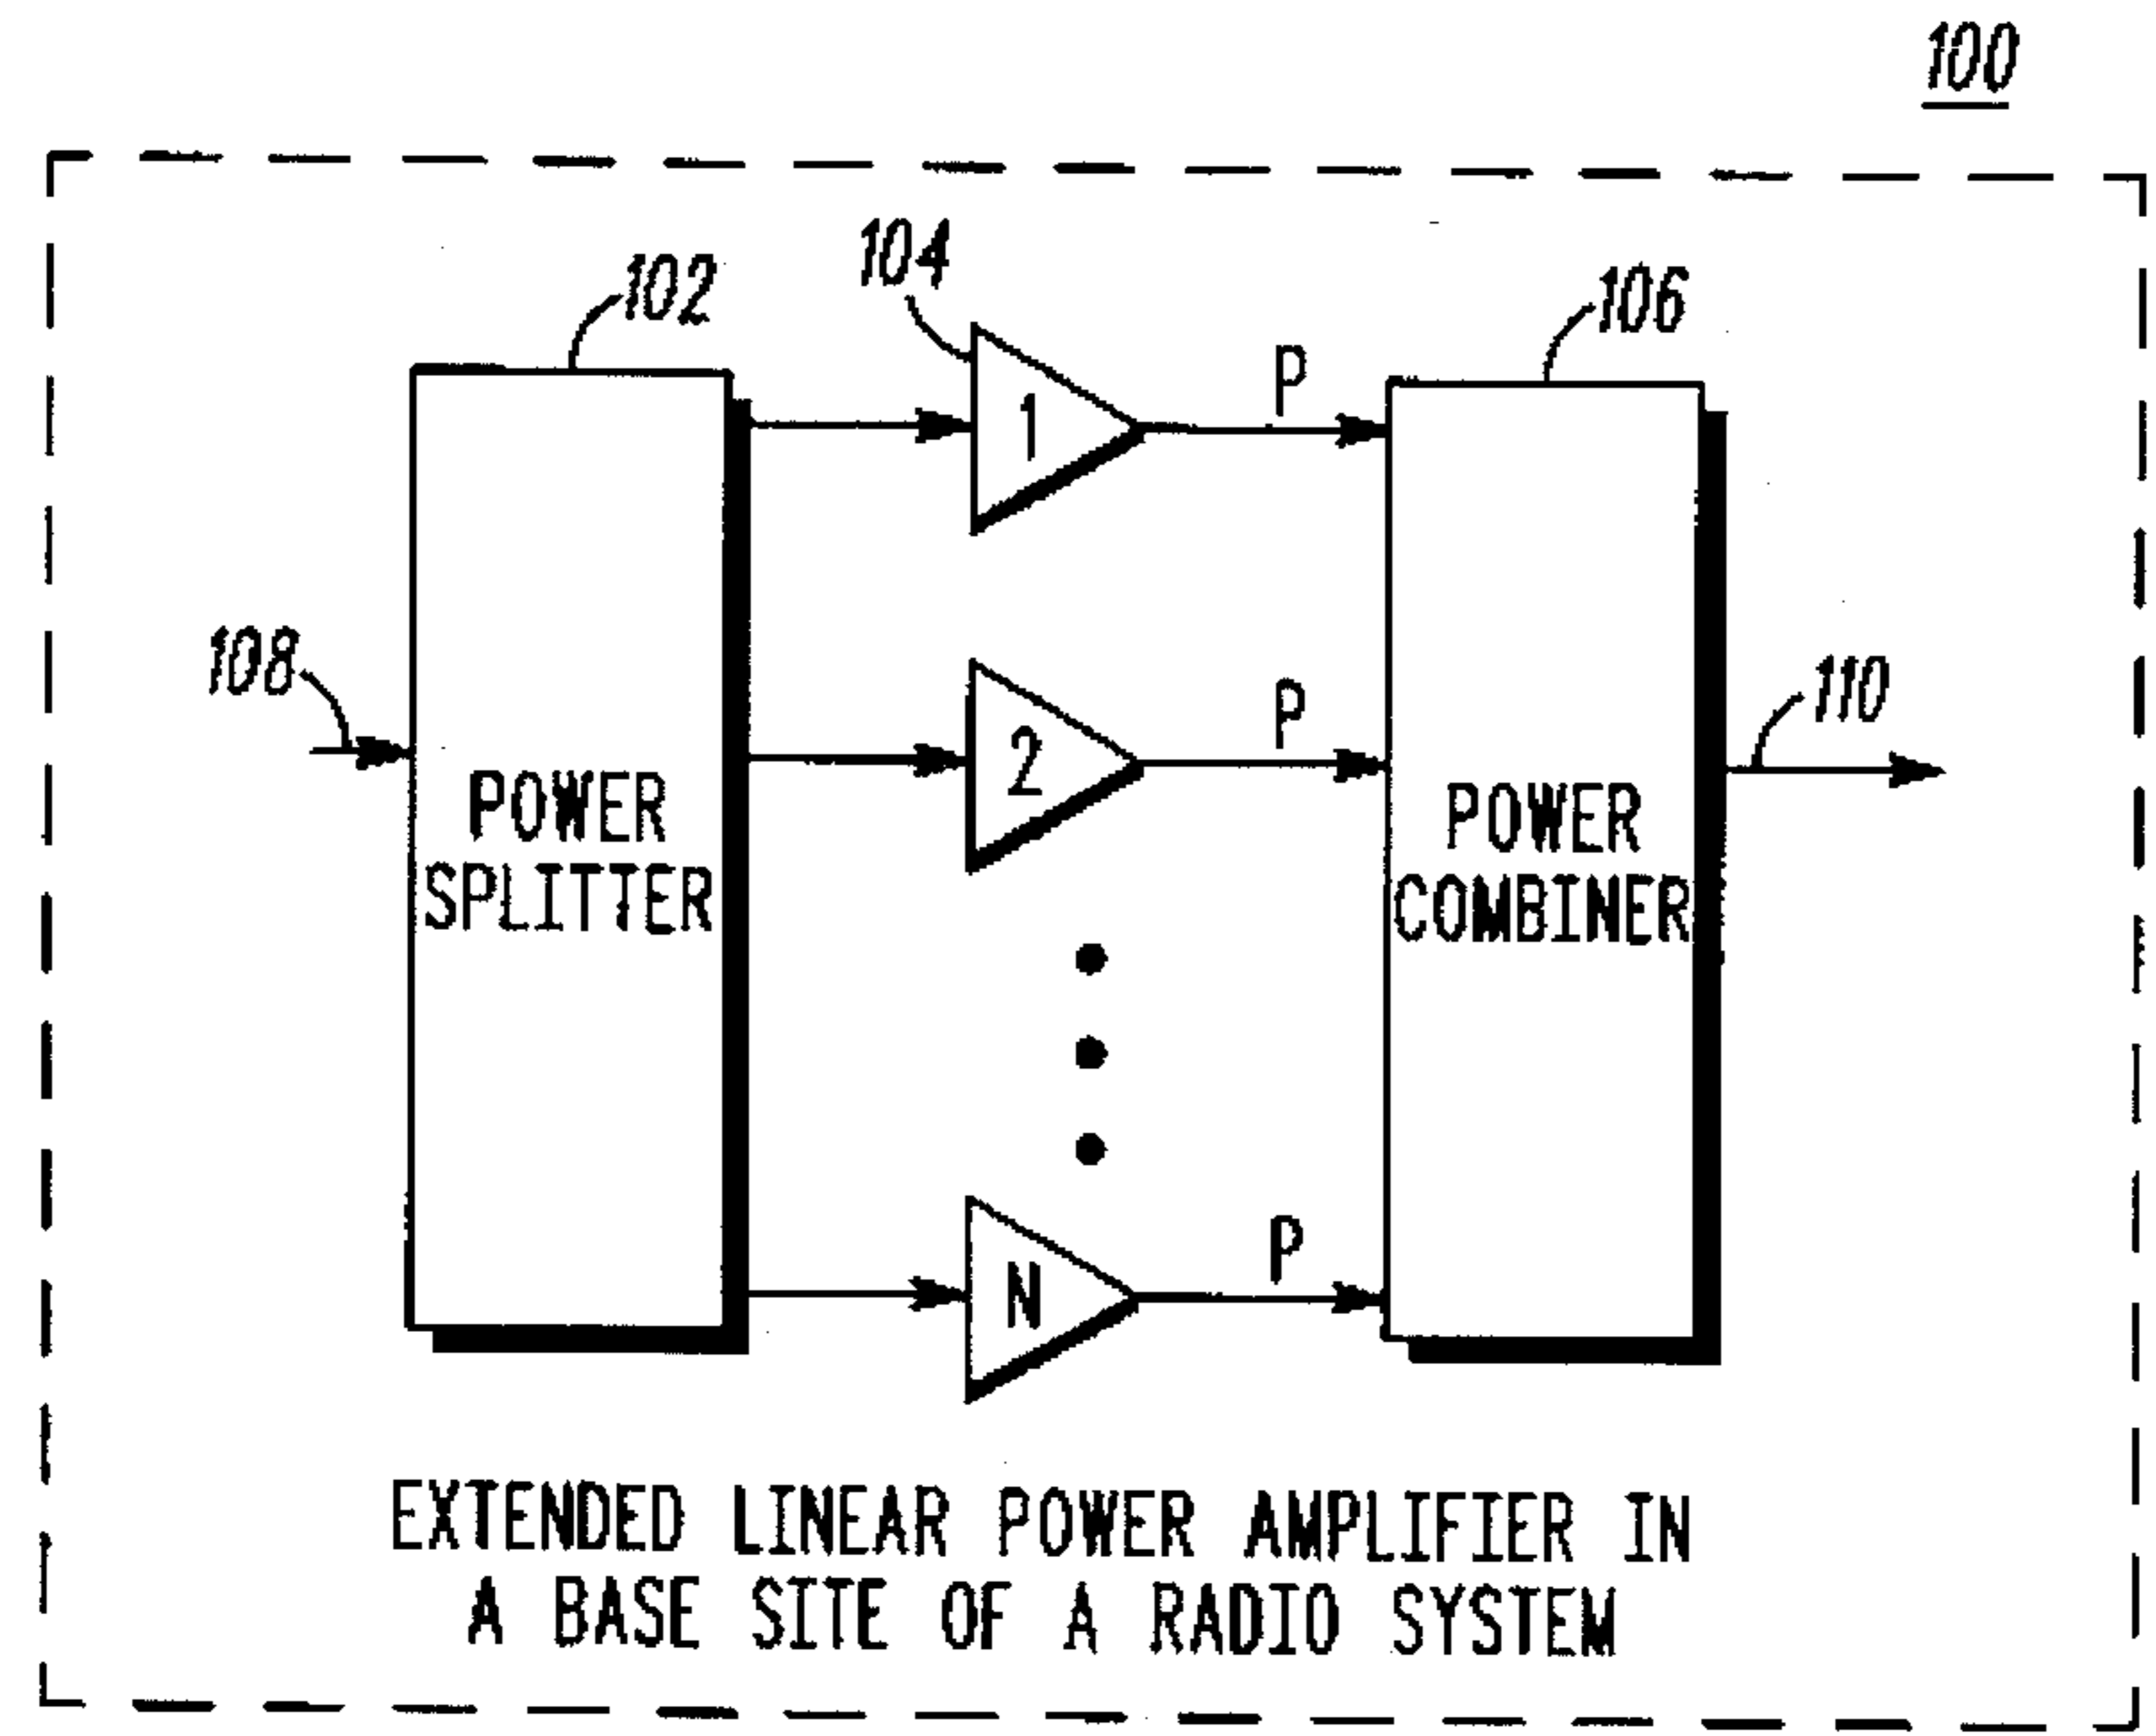 100
102
104
106
1
P
108
2
P
110
POWER
SPLITTER
POWER
COMBINER
N
P
EXTENDED LINEAR POWER AMPLIFIER IN
A BASE SITE OF A RADIO SYSTEM